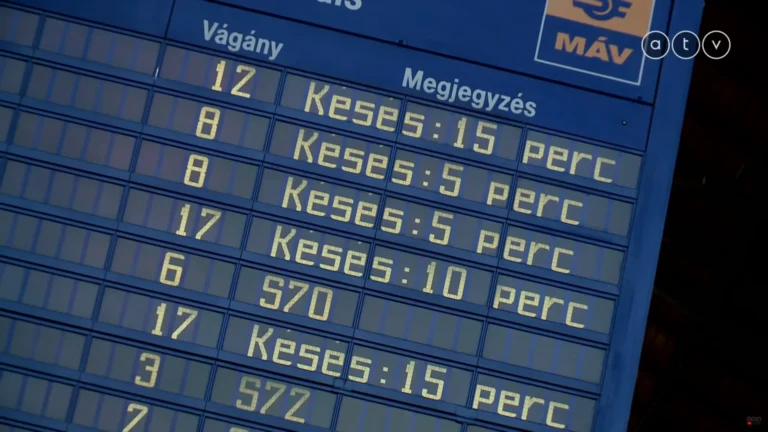 MÁV
atv
Vágány Megjegyzés
12 Késés:15 perc
8 Késés:5 perc
8 Késés:5 perc
17 Késés:10 perc
6 S70
17 Késés:15 perc
3 S72